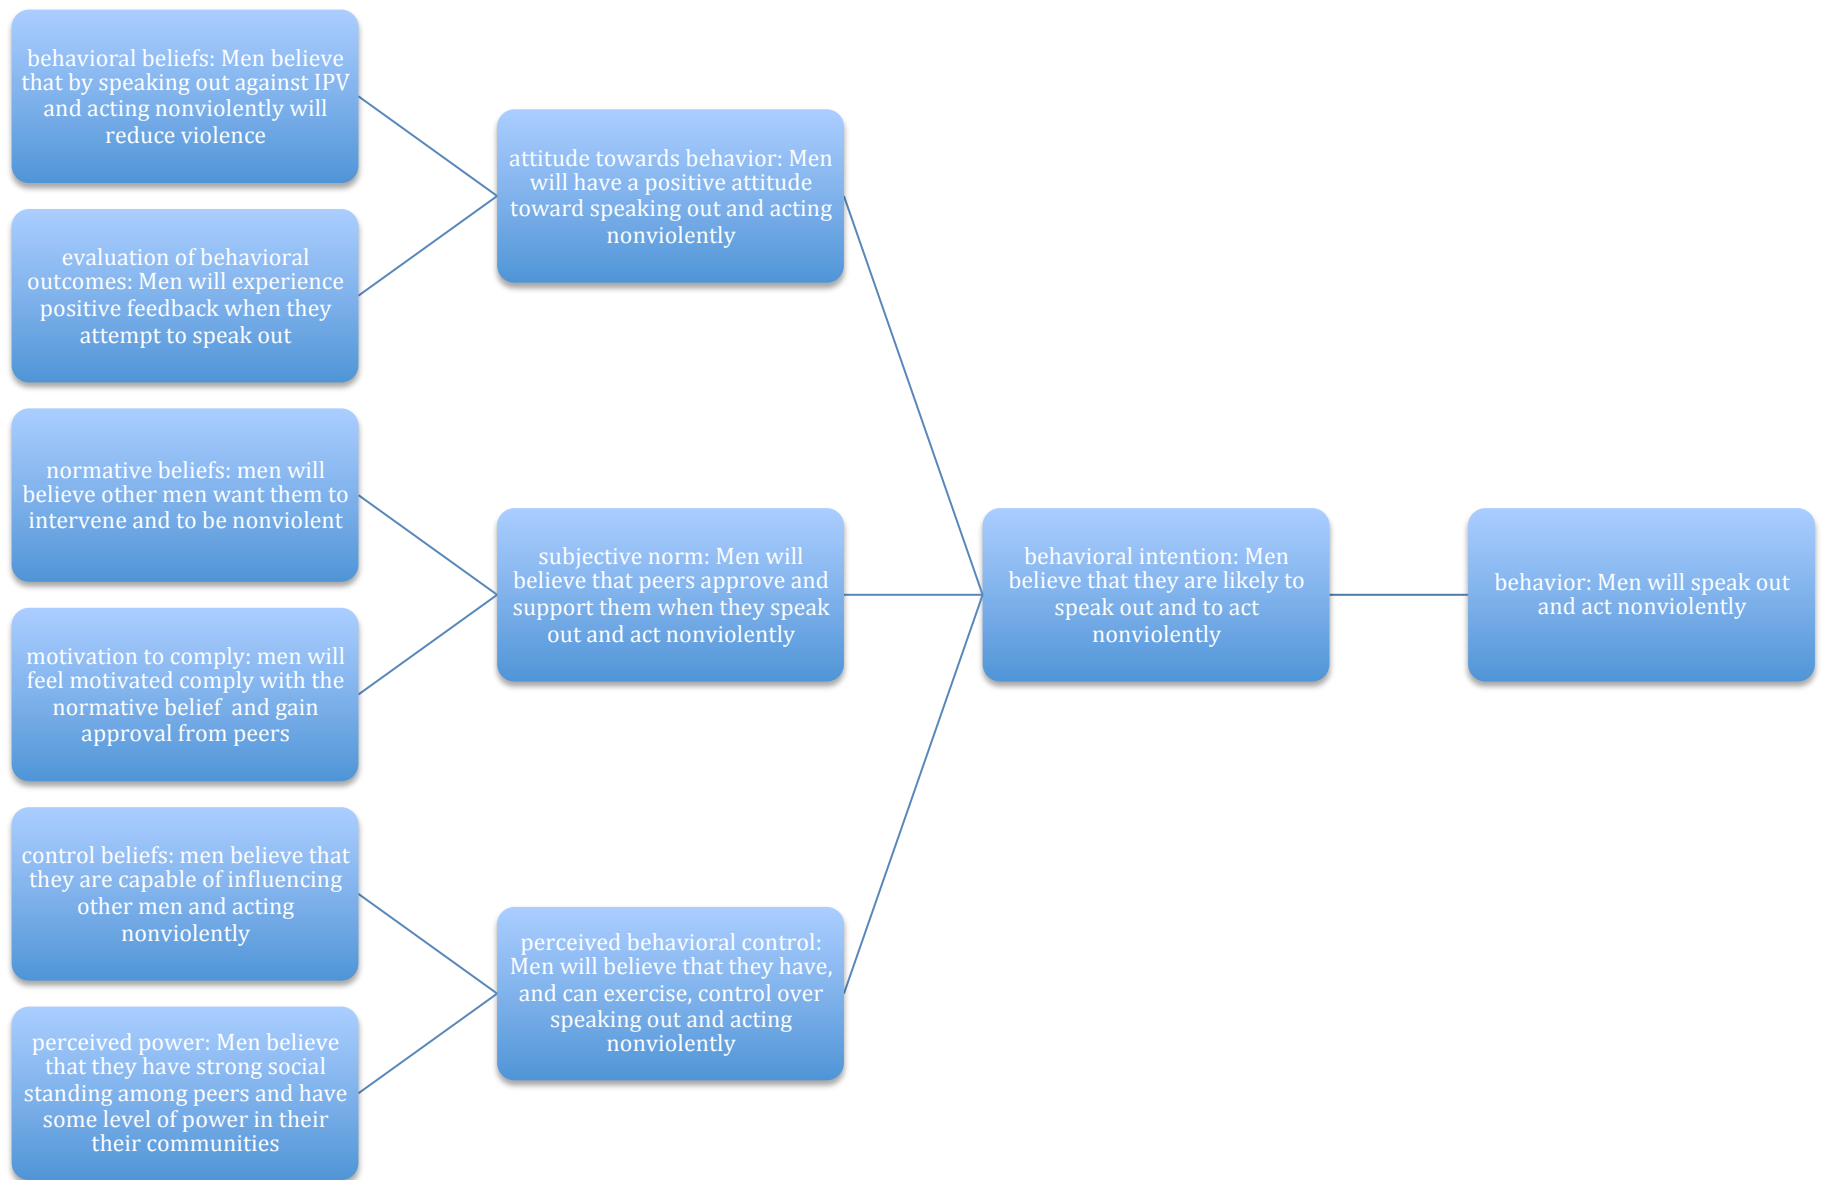 behavioral beliefs: Men believe
that by speaking out against IPV
and acting nonviolently will
reduce violence
evaluation of behavioral
outcomes: Men will experience
positive feedback when they
attempt to speak out
normative beliefs: men will
believe other men want them to
intervene and to be nonviolent
motivation to comply: men will
feel motivated comply with the
normative belief and gain
approval from peers
control beliefs: men believe that
they are capable of influencing
other men and acting
nonviolently
perceived power: Men believe
that they have strong social
standing among peers and have
some level of power in their
their communities
attitude towards behavior: Men
will have a positive attitude
toward speaking out and acting
nonviolently
subjective norm: Men will
believe that peers approve and
support them when they speak
out and act nonviolently
perceived behavioral control:
Men will believe that they have,
and can exercise, control over
speaking out and acting
nonviolently
behavioral intention: Men
believe that they are likely to
speak out and to act
nonviolently
behavior: Men will speak out
and act nonviolently